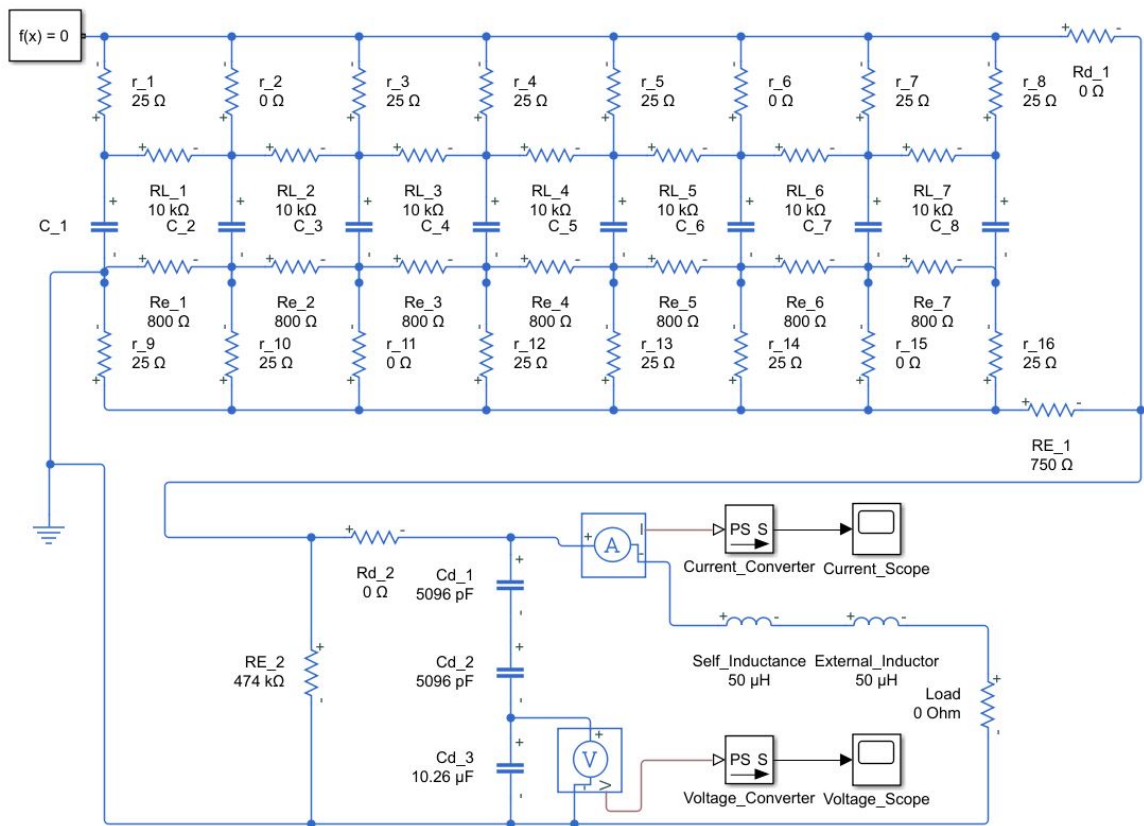 f(x) = 0
Rd_1
0 Ω
r_1
25 Ω
r_2
0 Ω
r_3
25 Ω
r_4
25 Ω
r_5
25 Ω
r_6
0 Ω
r_7
25 Ω
r_8
25 Ω
RL_1
10 kΩ
RL_2
10 kΩ
RL_3
10 kΩ
RL_4
10 kΩ
RL_5
10 kΩ
RL_6
10 kΩ
RL_7
10 kΩ
C_1
C_2
C_3
C_4
C_5
C_6
C_7
C_8
Re_1
800 Ω
Re_2
800 Ω
Re_3
800 Ω
Re_4
800 Ω
Re_5
800 Ω
Re_6
800 Ω
Re_7
800 Ω
r_9
25 Ω
r_10
25 Ω
r_11
0 Ω
r_12
25 Ω
r_13
25 Ω
r_14
25 Ω
r_15
0 Ω
r_16
25 Ω
RE_1
750 Ω
Rd_2
0 Ω
Cd_1
5096 pF
A
I
PS S
Current_Converter
Current_Scope
RE_2
474 kΩ
Cd_2
5096 pF
Self_Inductance
50 μH
External_Inductor
50 μH
Load
0 Ohm
Cd_3
10.26 μF
V
V
PS S
Voltage_Converter
Voltage_Scope